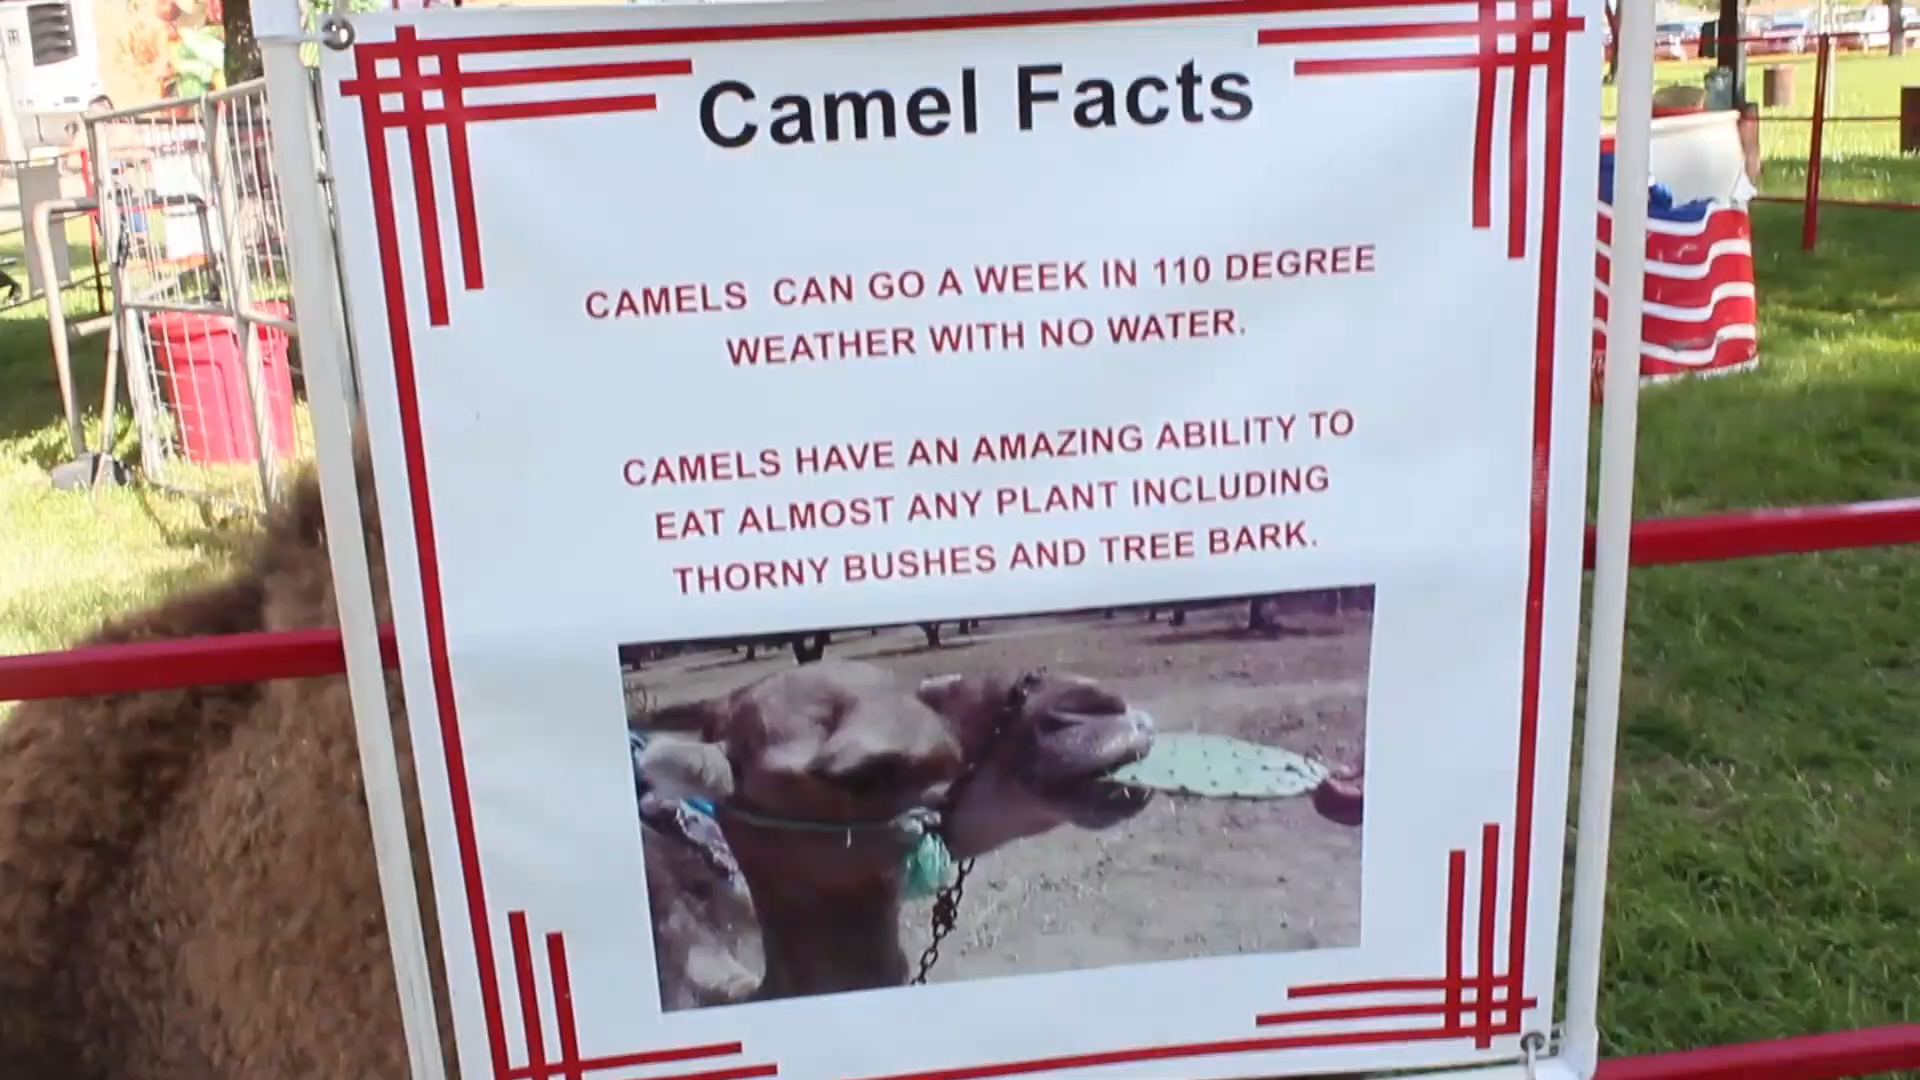 Camel Facts
CAMELS CAN GO A WEEK IN 110 DEGREE
WEATHER WITH NO WATER.
CAMELS HAVE AN AMAZING ABILITY TO
EAT ALMOST ANY PLANT INCLUDING
THORNY BUSHES AND TREE BARK.